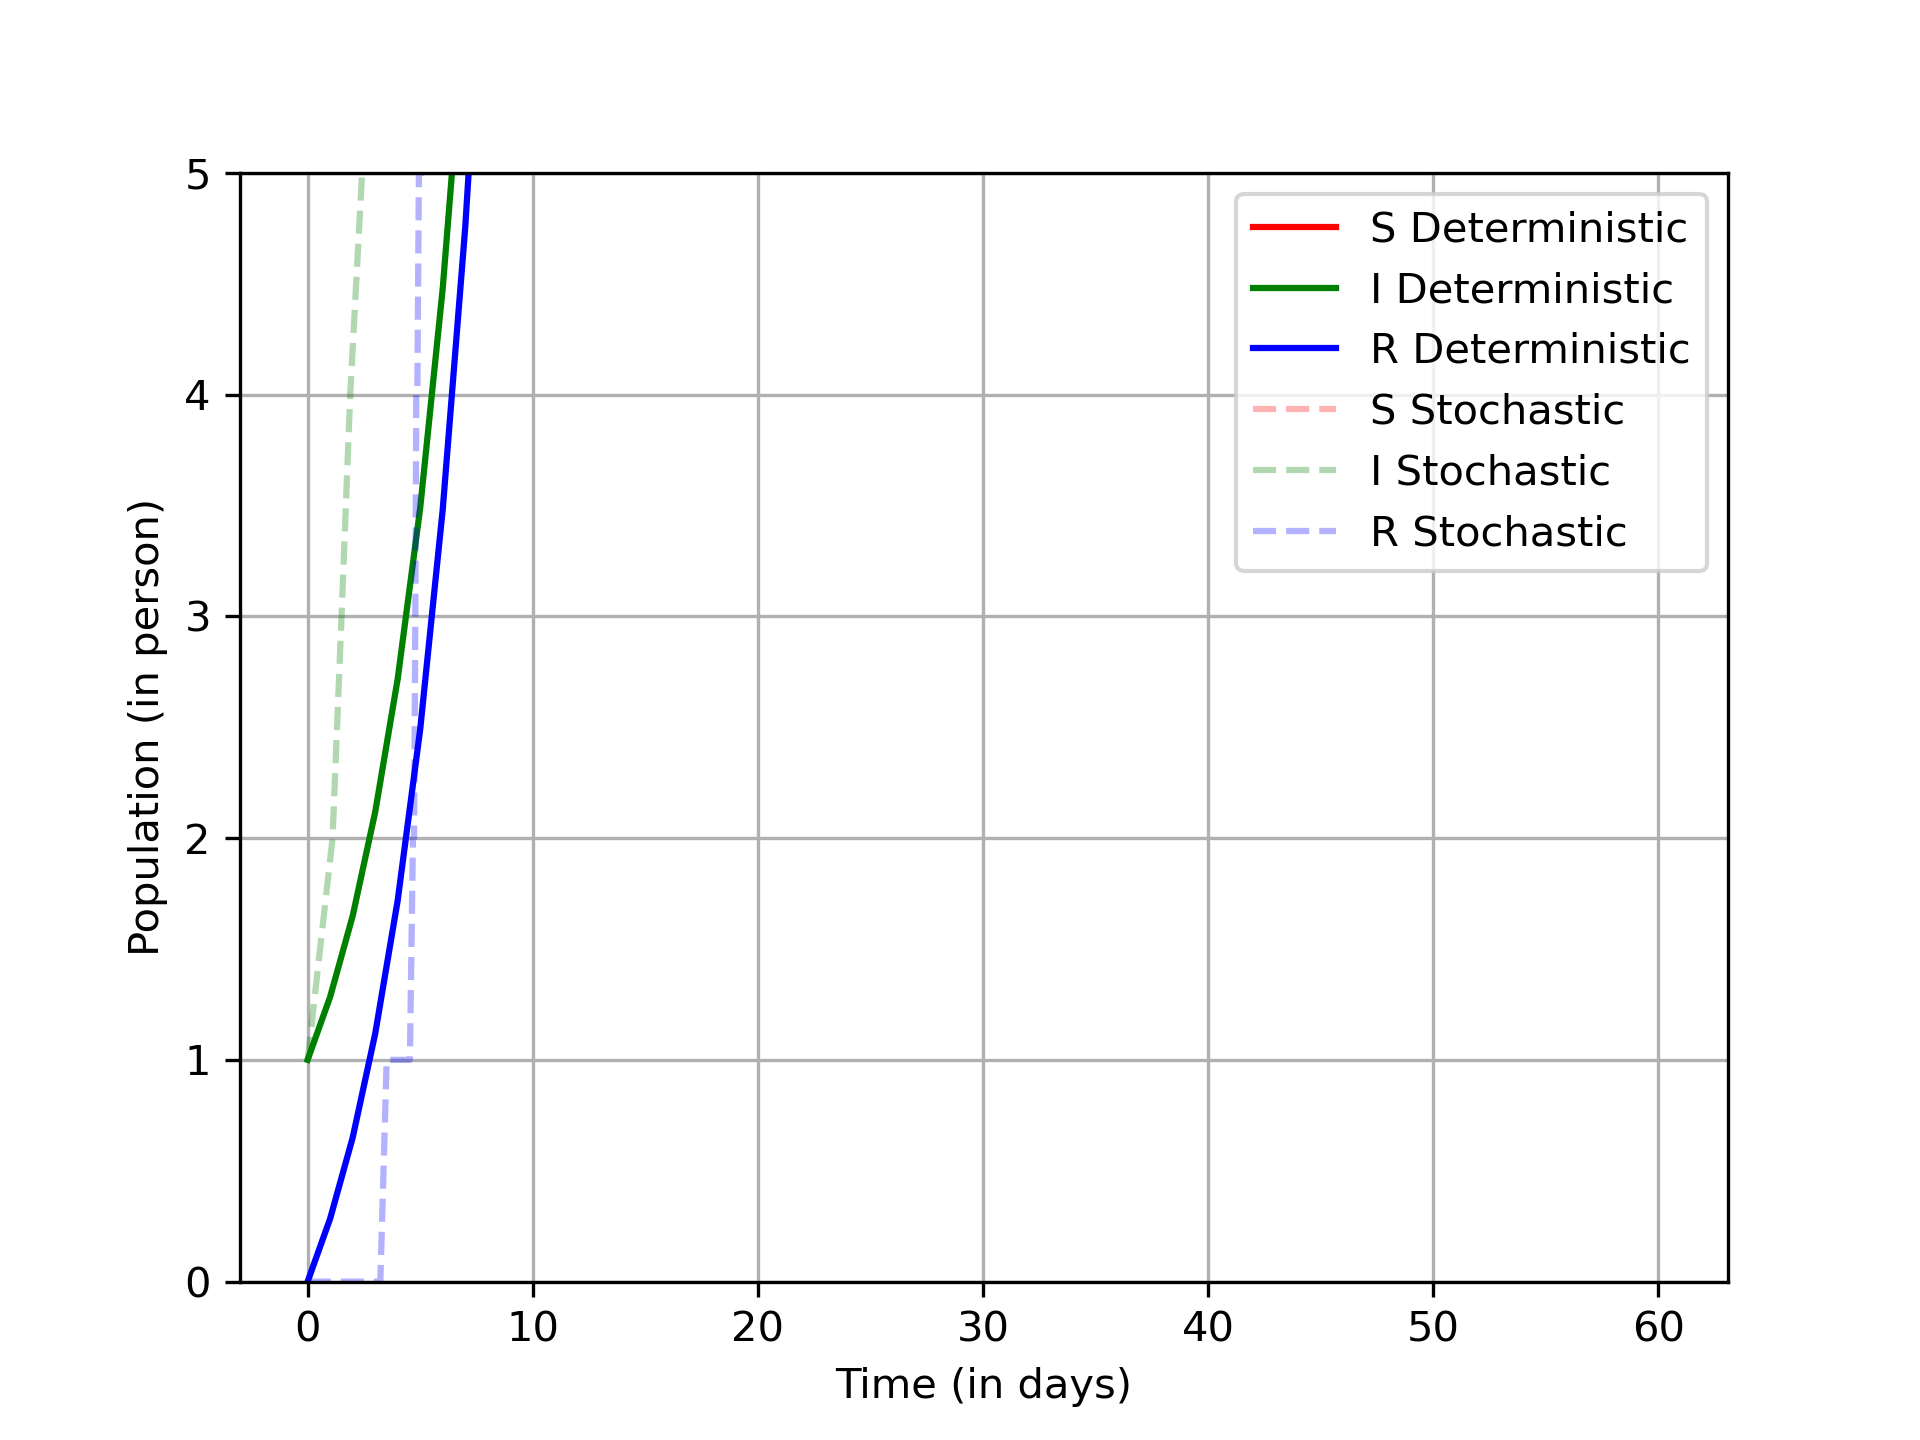 5
4
3
2
1
0
Population (in person)
S Deterministic
I Deterministic
R Deterministic
S Stochastic
I Stochastic
R Stochastic
0 10 20 30 40 50 60
Time (in days)